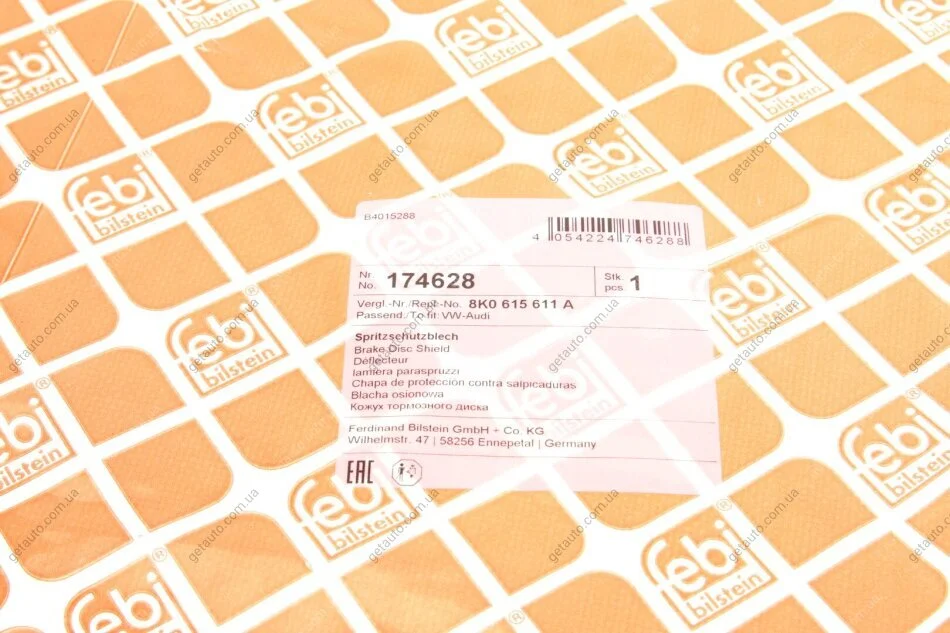 B4015288
4 054224 746288
Nr.
No. 174628
Stk.
pcs. 1
Vergl.-Nr./Repl-No. 8K0 615 611 A
Passend./To fit: VW-Audi
Spritzschutzblech
Brake Disc Shield
Déflecteur
lamiera paraspruzzi
Chapa de protección contra salpicaduras
Blacha osłonowa
Кожух тормозного диска
Ferdinand Bilstein GmbH + Co. KG
Wilhelmstr. 47 | 58256 Ennepetal | Germany
EAC
febi
bilstein
getauto.com.ua